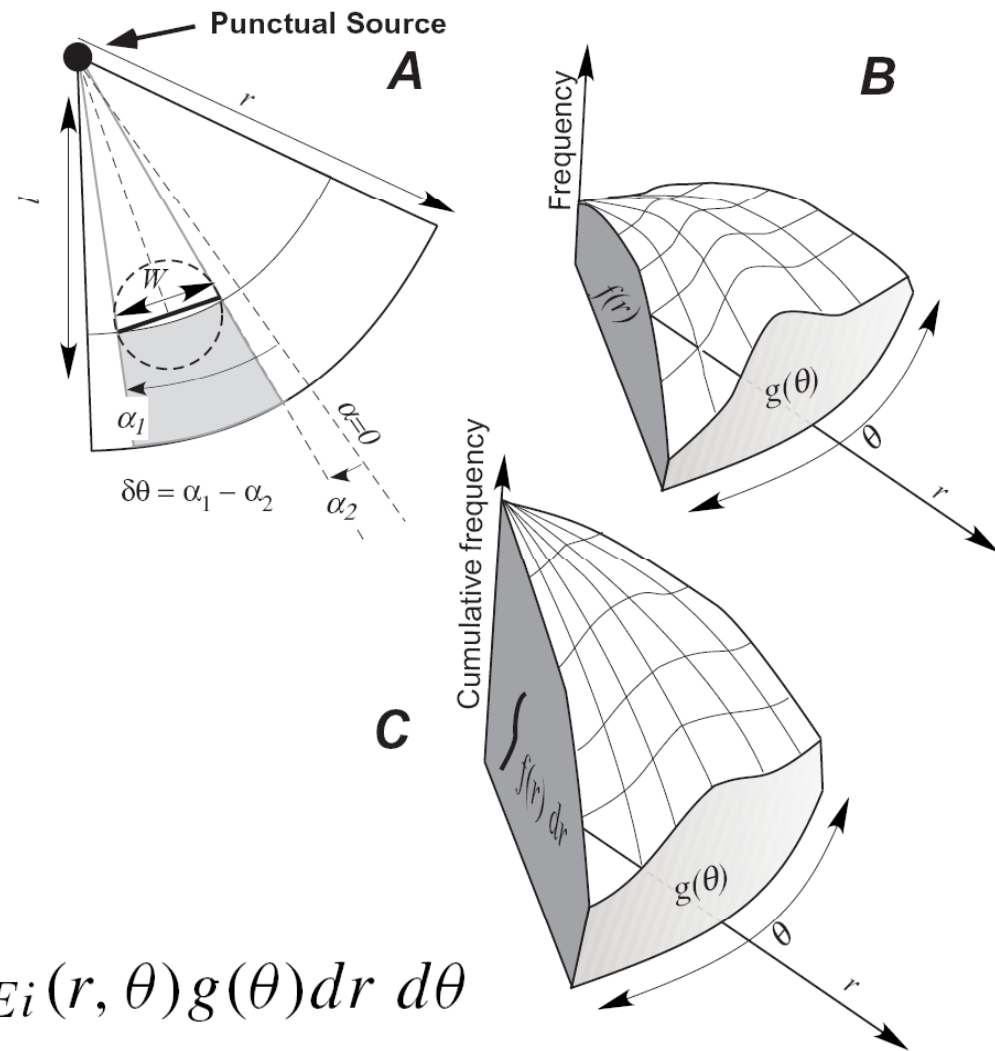 Punctual Source
A
r
l
W
α1
α=0
δθ = α1 − α2
α2
B
Frequency
f(r)
g(θ)
θ
r
C
Cumulative frequency
∫ f(r) dr
g(θ)
θ
r
Ei (r, θ)g(θ)dr dθ